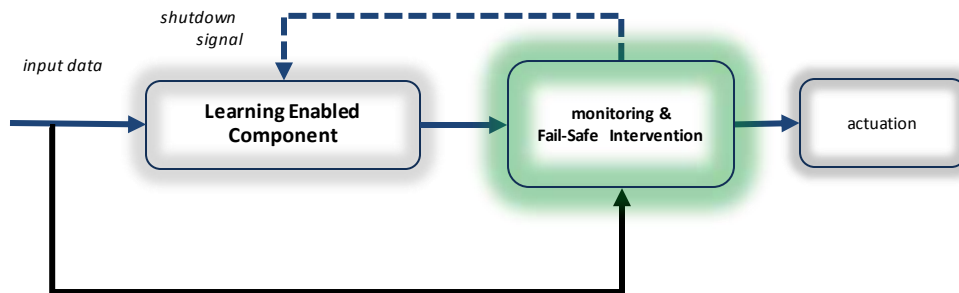 shutdown
signal
input data
Learning Enabled
Component
monitoring &
Fail-Safe Intervention
actuation